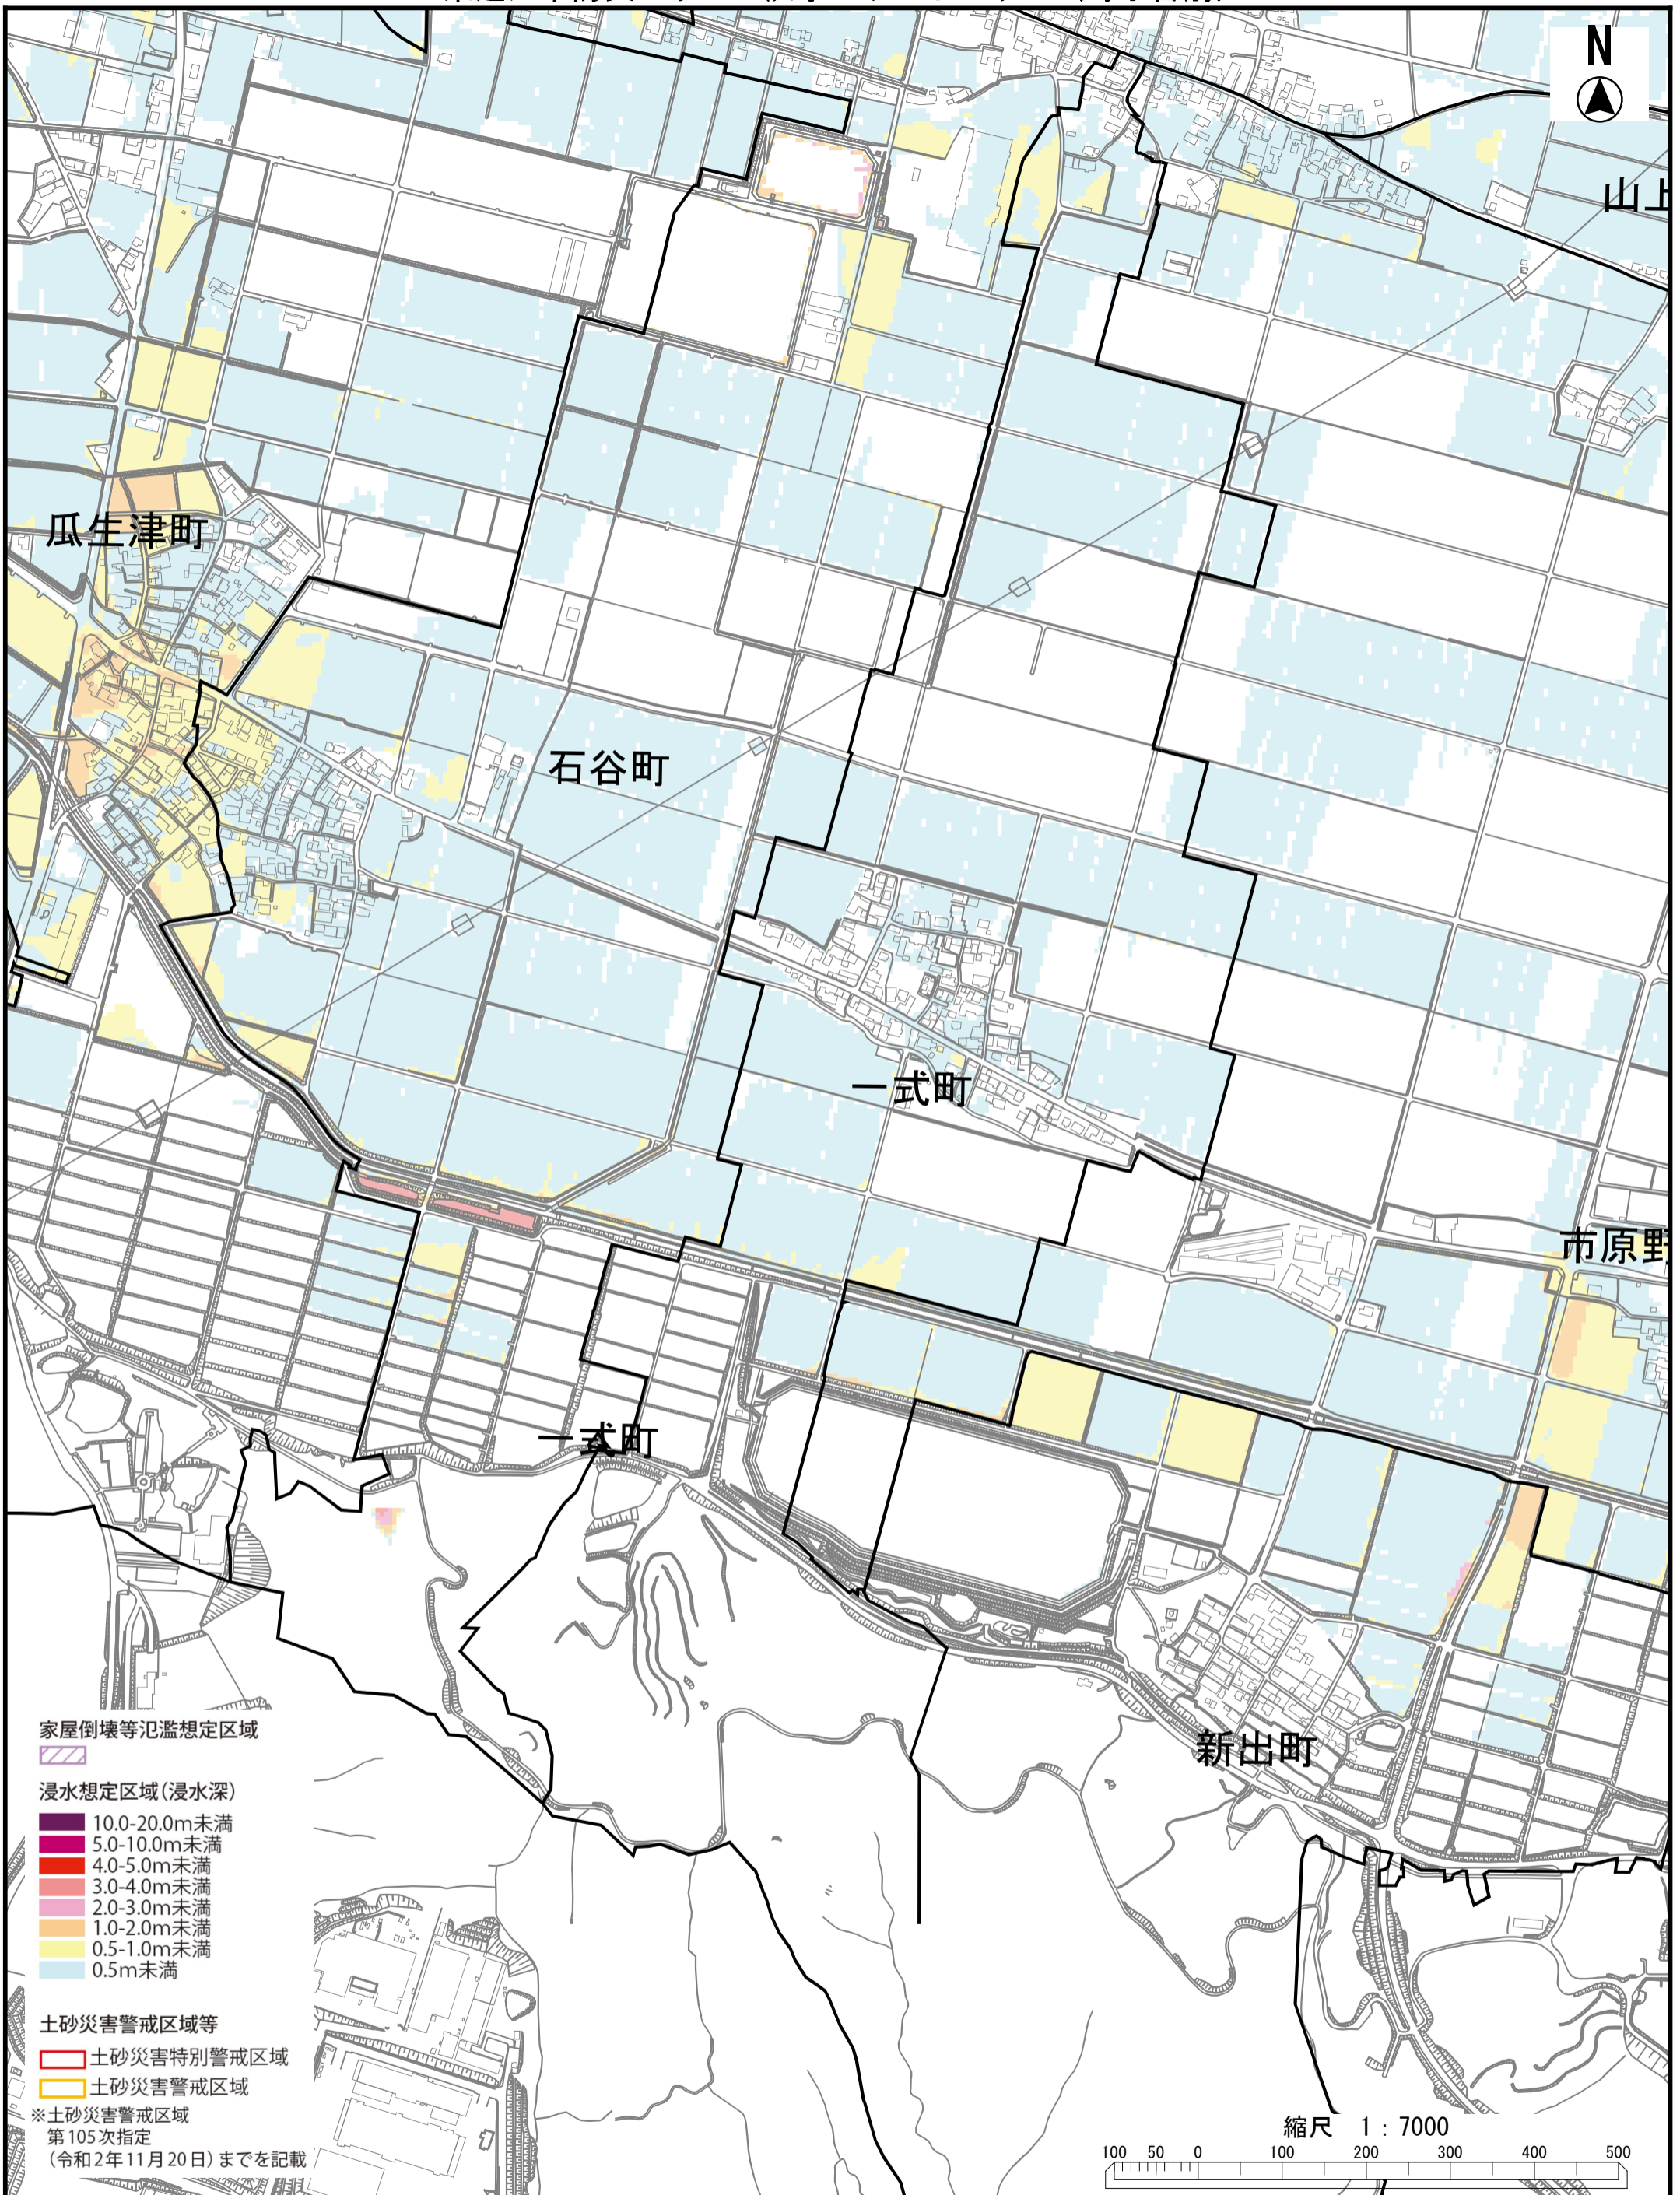 N
瓜生津町
石谷町
一式町
一式町
新出町
家屋倒壊等氾濫想定区域
浸水想定区域(浸水深)
10.0-20.0m未満
5.0-10.0m未満
4.0-5.0m未満
3.0-4.0m未満
2.0-3.0m未満
1.0-2.0m未満
0.5-1.0m未満
0.5m未満
土砂災害警戒区域等
土砂災害特別警戒区域
土砂災害警戒区域
※土砂災害警戒区域
第105次指定
(令和2年11月20日)までを記載
縮尺 1:7000
100 50 0 100 200 300 400 500
山上
市原野